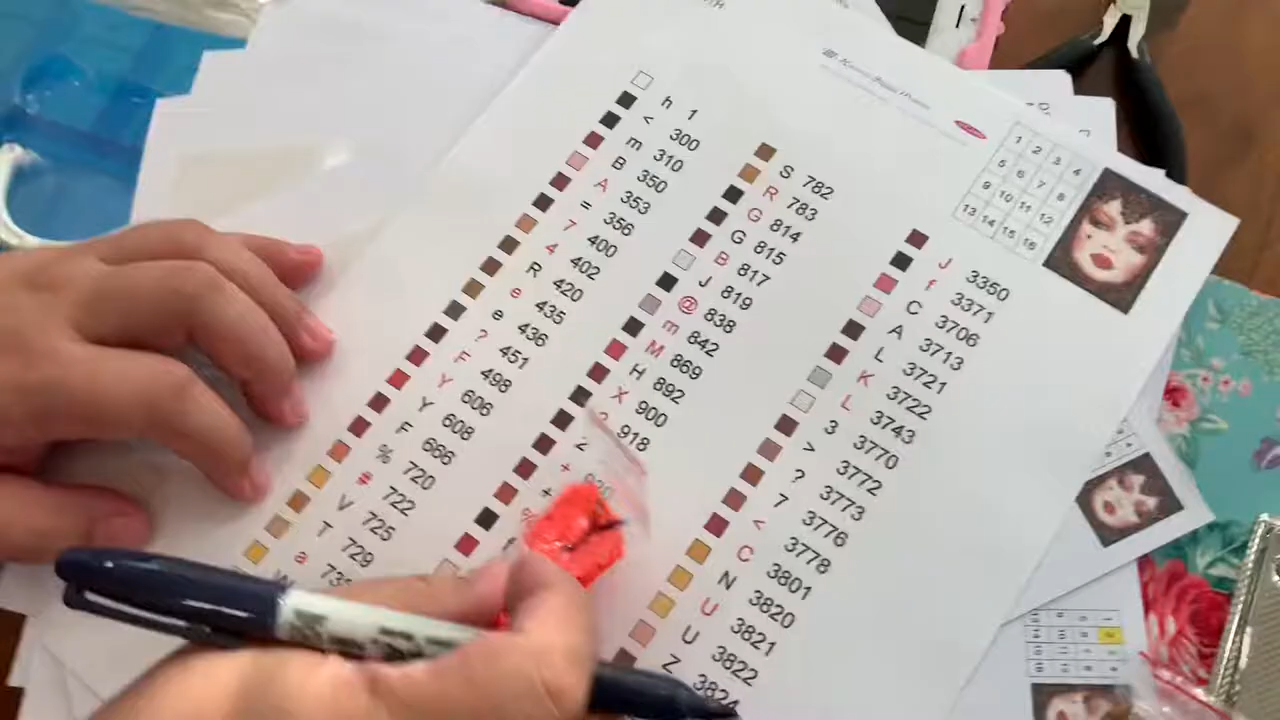 h 1
< 300
m 310
B 350
A 353
= 356
7 400
4 402
R 420
e 435
e 436
? 451
F 498
Y 606
Y 608
F 666
% 720
# 722
V 725
T 729
a
S 782
R 783
G 814
G 815
B 817
J 819
@ 838
m 842
M 869
H 892
X 900
918
2
+
+
J 3350
f 3371
C 3706
A 3713
L 3721
K 3722
L 3743
3 3770
> 3772
? 3773
7 3776
< 3778
C 3801
N 3820
U 3821
U 3822
Z 3824
1 2 3 4
5 6 7 8
9 10 11 12
13 14 15 16